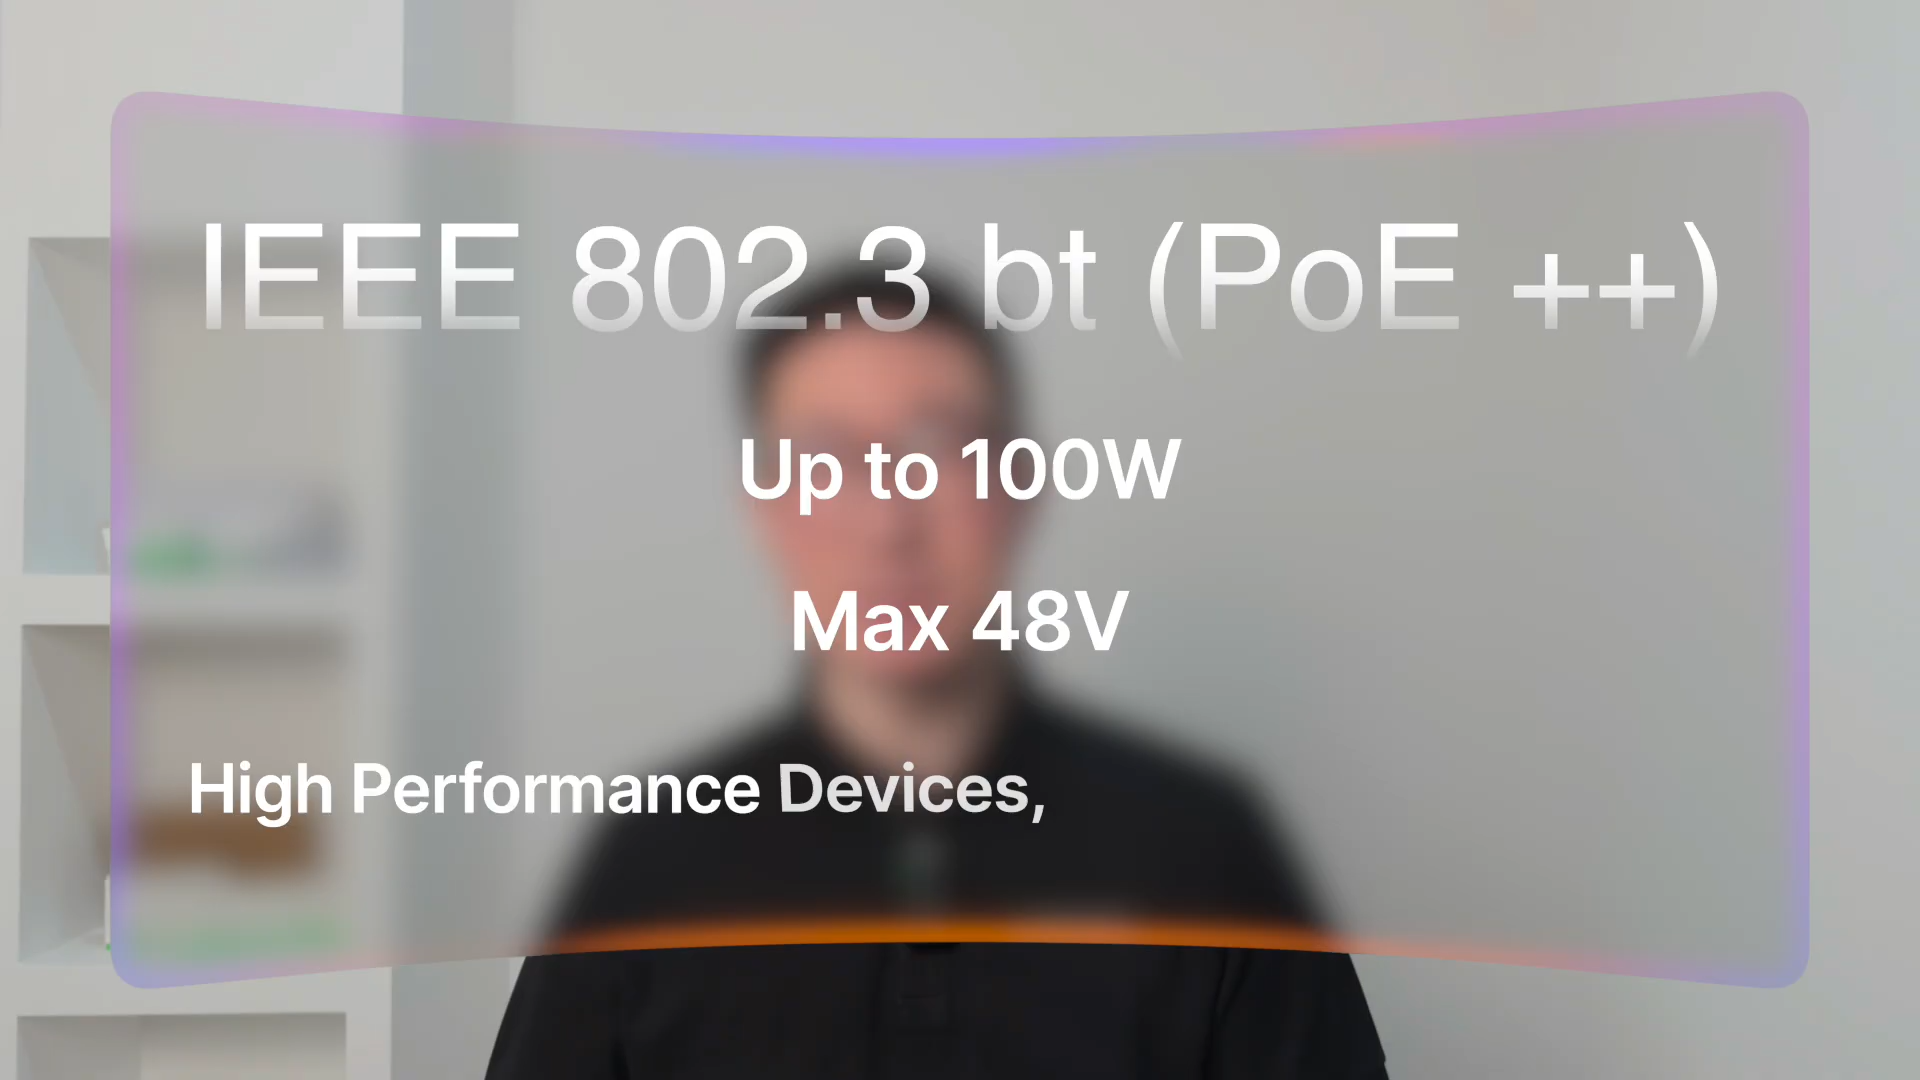 IEEE 802.3 bt (PoE ++)
Up to 100W
Max 48V
High Performance Devices,